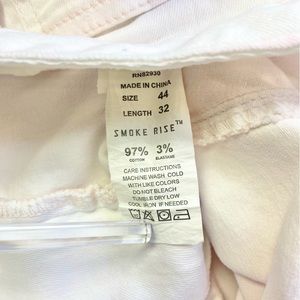 RN82930
MADE IN CHINA
SIZE 44
LENGTH 32
SMOKE RISE™
97% 3%
COTTON ELASTANE
CARE INSTRUCTIONS
MACHINE WASH COLD
WITH LIKE COLORS
DO NOT BLEACH
TUMBLE DRY LOW
COOL IRON IF NEEDED